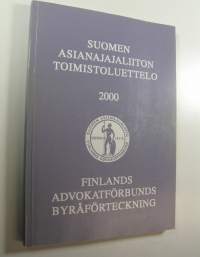 SUOMEN
ASIANAJAJALIITON
TOIMISTOLUETTELO
2000
FINLANDS
ADVOKATFÖRBUNDS
BYRÅFÖRTECKNING